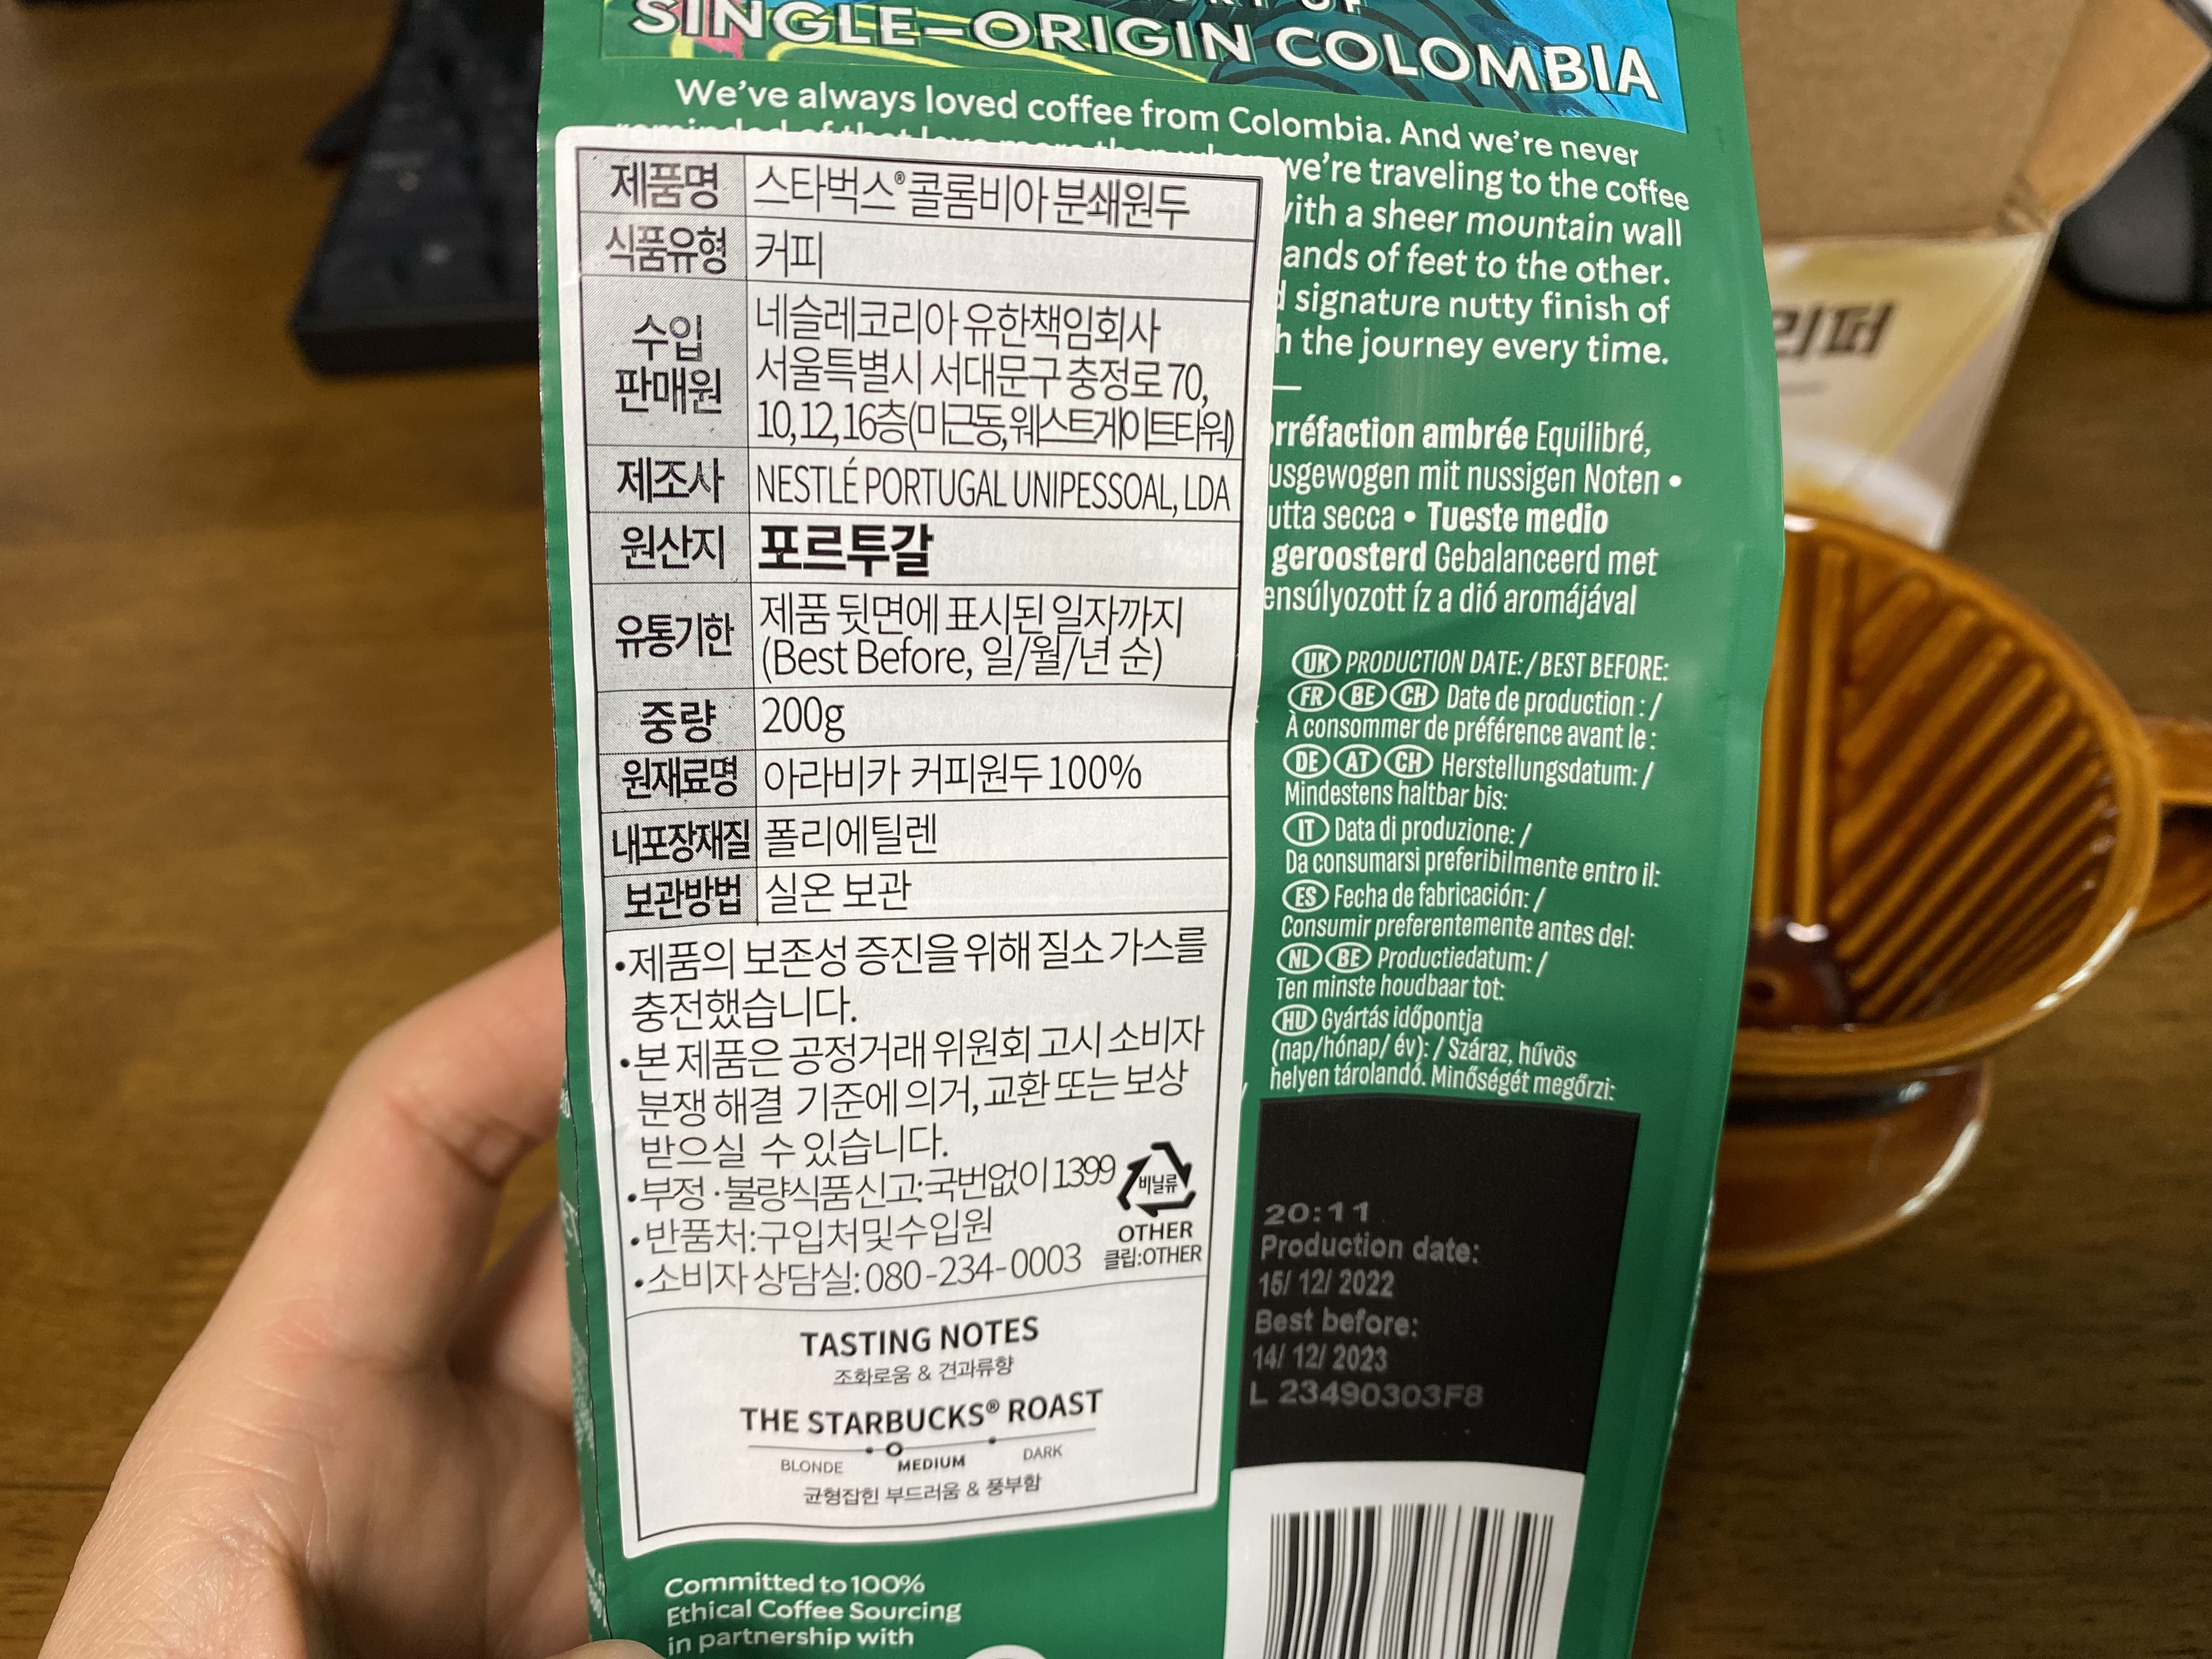 SINGLE-ORIGIN COLOMBIA
We've always loved coffee from Colombia. And we're never
reminded of that love more than when we're traveling to the coffee
with a sheer mountain wall
ands of feet to the other.
signature nutty finish of
the journey every time.
제품명 스타벅스® 콜롬비아 분쇄원두
식품유형 커피
수입
판매원
네슬레코리아 유한책임회사
서울특별시 서대문구 충정로 70,
10,12,16층(미근동,웨스트게이트타워)
제조사 NESTLÉ PORTUGAL UNIPESSOAL, LDA
원산지 포르투갈
유통기한 제품 뒷면에 표시된 일자까지
(Best Before, 일/월/년 순)
중량 200g
원재료명 아라비카 커피원두 100%
내포장재질 폴리에틸렌
보관방법 실온 보관
•제품의 보존성 증진을 위해 질소 가스를
충전했습니다.
•본 제품은 공정거래 위원회 고시 소비자
분쟁 해결 기준에 의거, 교환 또는 보상
받으실 수 있습니다.
•부정·불량식품신고:국번없이 1399
•반품처:구입처및수입원
•소비자 상담실: 080-234-0003
비닐류
OTHER
클립:OTHER
TASTING NOTES
조화로움 & 견과류향
THE STARBUCKS® ROAST
BLONDE MEDIUM DARK
균형잡힌 부드러움 & 풍부함
Committed to 100%
Ethical Coffee Sourcing
in partnership with
orréfaction ambrée Equilibré,
usgewogen mit nussigen Noten •
utta secca • Tueste medio
geroosterd Gebalanceerd met
ensúlyozott íz a dió aromájával
UK PRODUCTION DATE: / BEST BEFORE:
FR BE CH Date de production : /
À consommer de préférence avant le :
DE AT CH Herstellungsdatum: /
Mindestens haltbar bis:
IT Data di produzione: /
Da consumarsi preferibilmente entro il:
ES Fecha de fabricación: /
Consumir preferentemente antes del:
NL BE Productiedatum: /
Ten minste houdbaar tot:
HU Gyártás időpontja
(nap/hónap/ év): / Száraz, hűvös
helyen tárolandó. Minőségét megőrzi:
20:11
Production date:
15/ 12/ 2022
Best before:
14/ 12/ 2023
L 23490303F8
리퍼